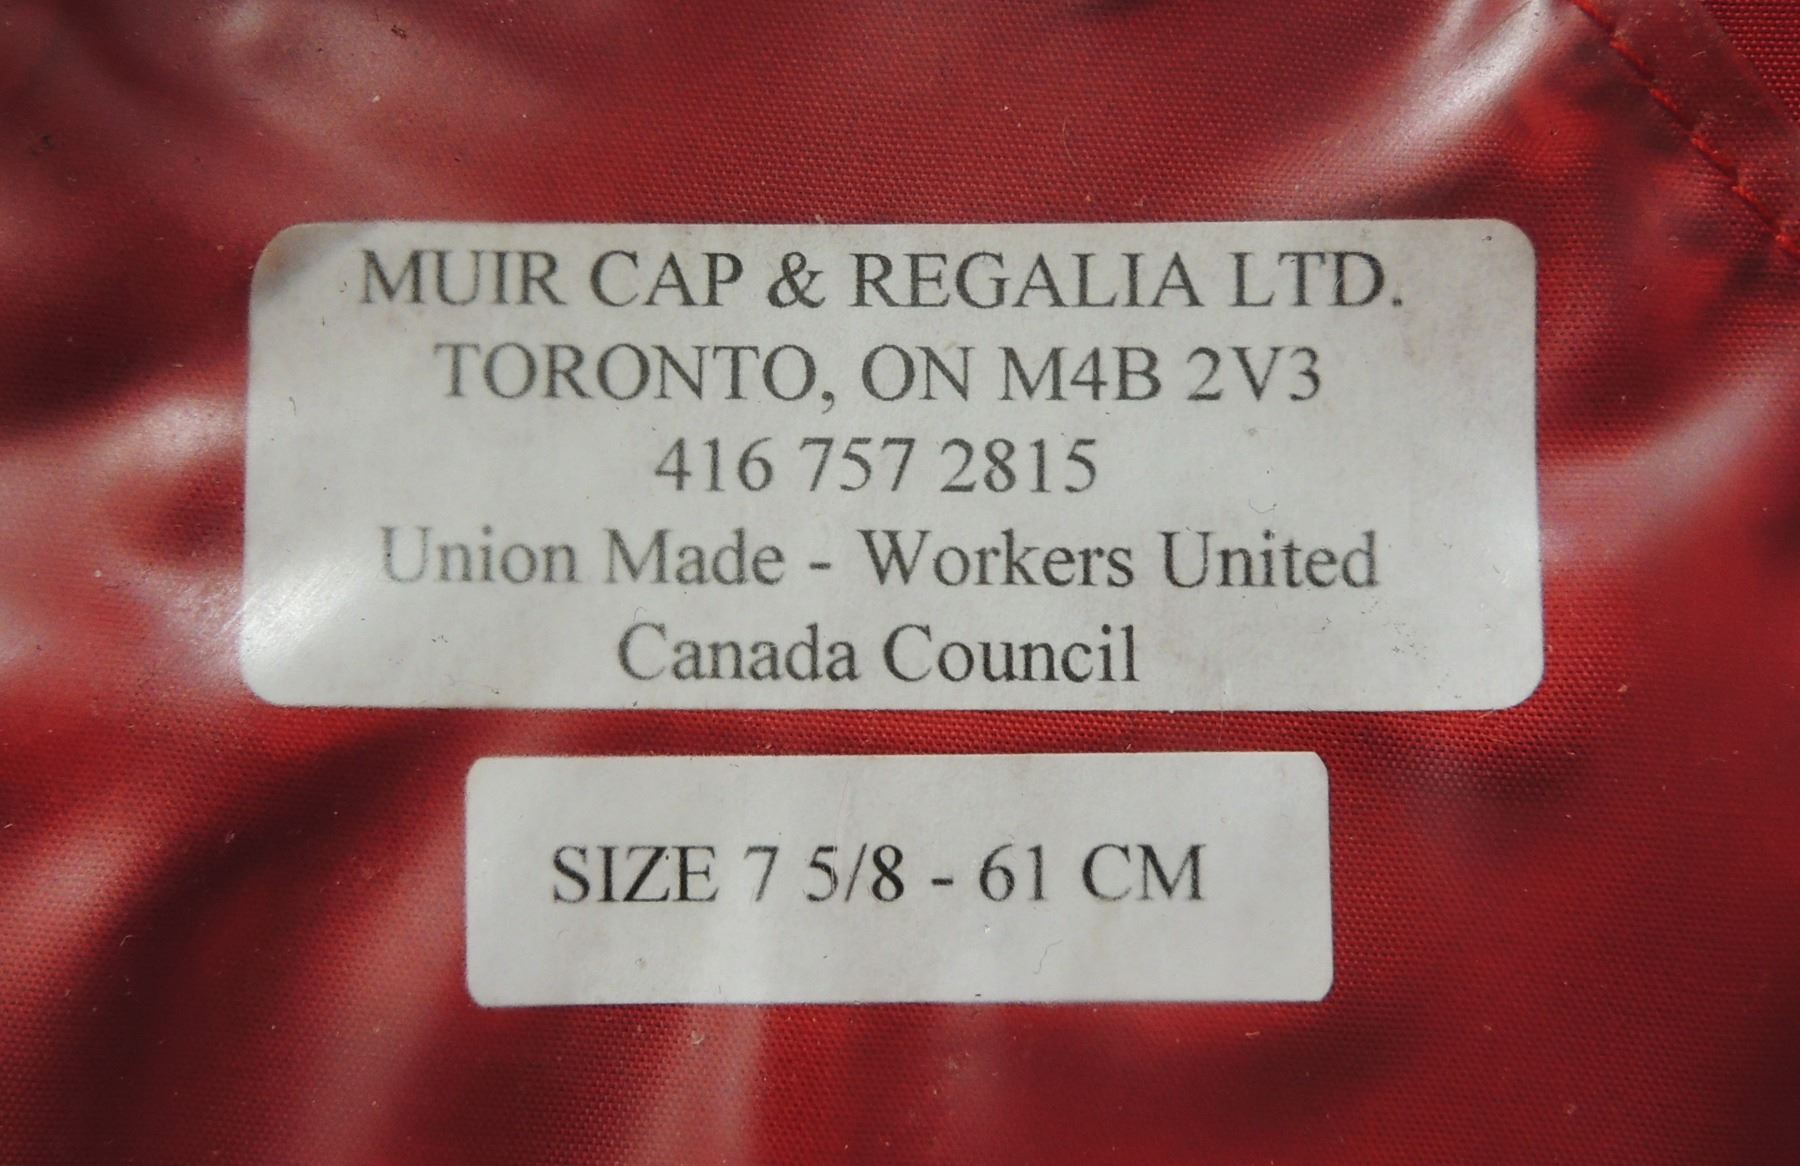 MUIR CAP & REGALIA LTD.
TORONTO, ON M4B 2V3
416 757 2815
Union Made - Workers United
Canada Council
SIZE 7 5/8 - 61 CM